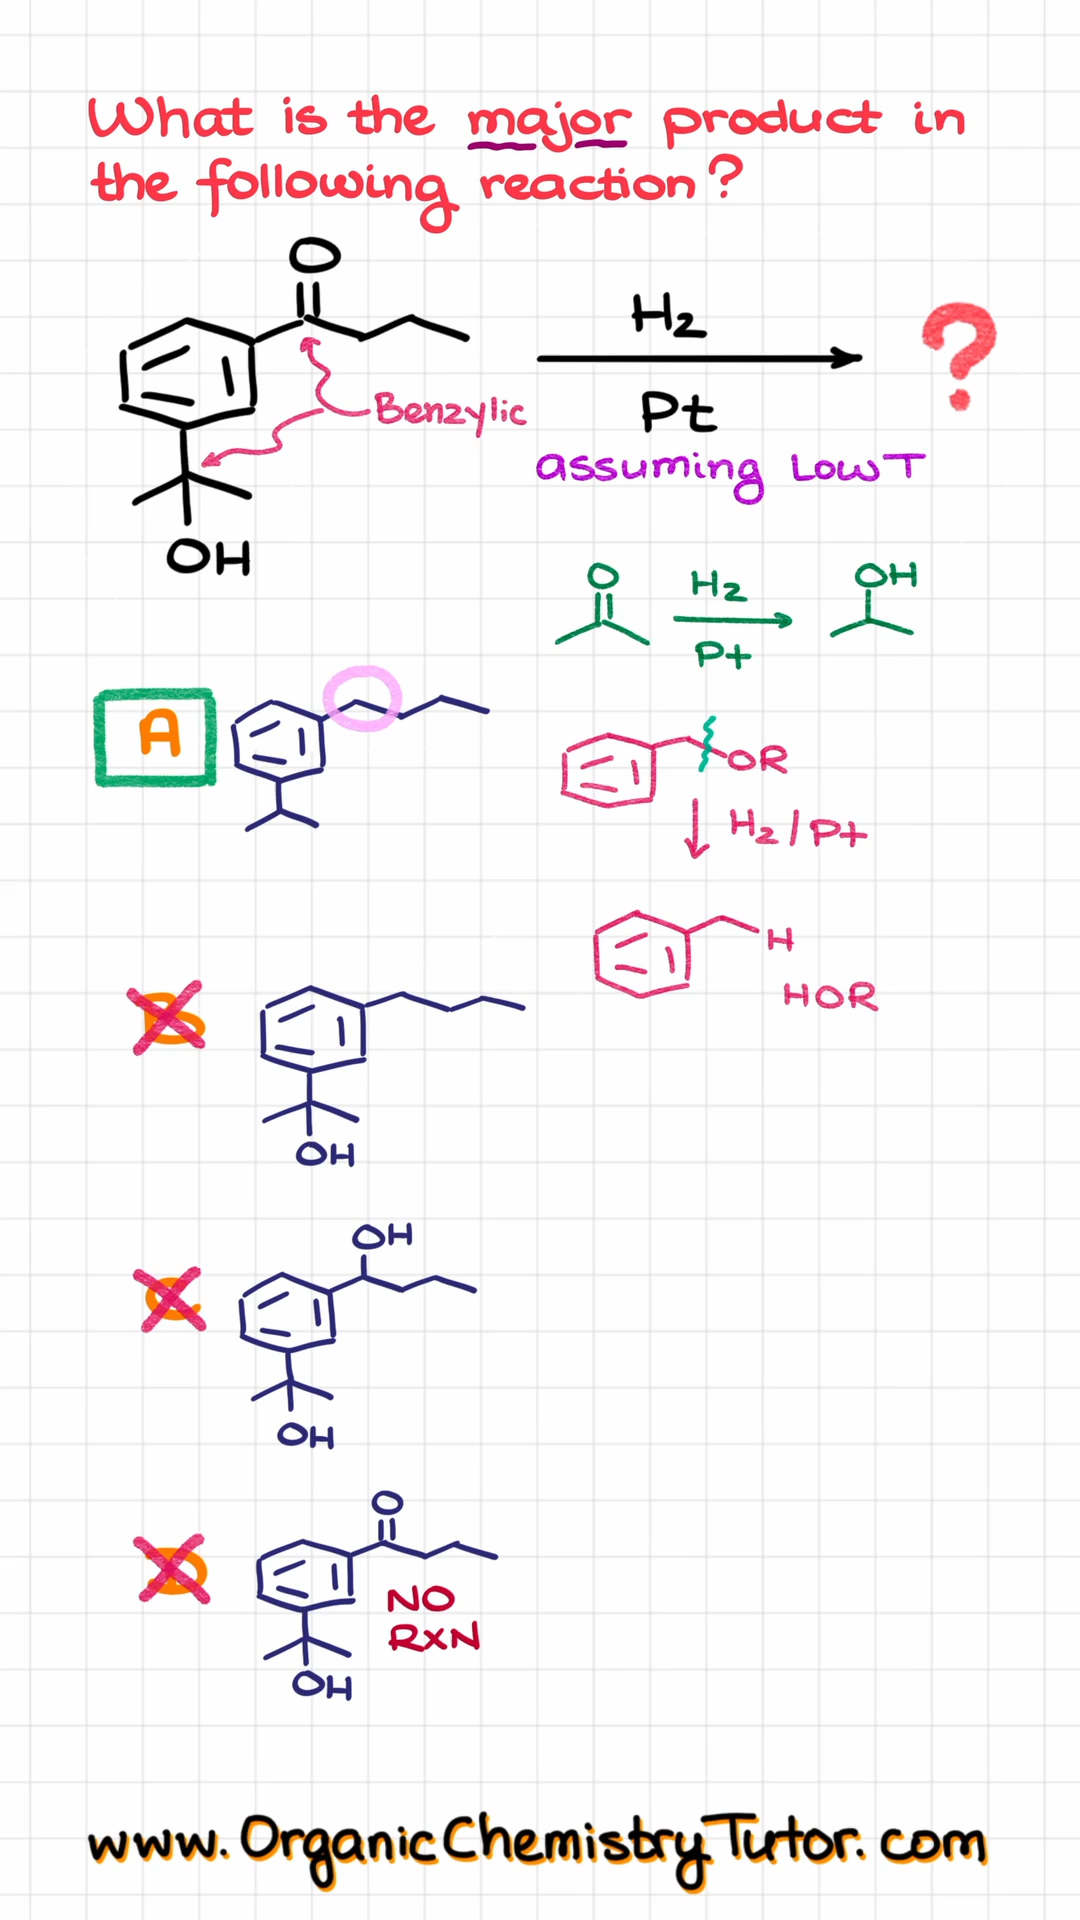 What is the major product in
the following reaction?
O
H₂
?
Benzylic
Pt
assuming Low T
OH
O
H₂
OH
Pt
A
OR
H₂/Pt
H
HOR
B
OH
OH
C
OH
O
D
NO
RXN
OH
www.OrganicChemistryTutor.com